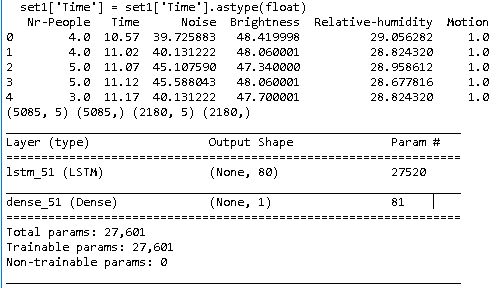 set1['Time'] = set1['Time'].astype(float)
Nr-People Time Noise Brightness Relative-humidity Motion
0 4.0 10.57 39.725883 48.419998 29.056282 1.0
1 4.0 11.02 40.131222 48.060001 28.824320 1.0
2 5.0 11.07 45.107590 47.340000 28.958612 1.0
3 5.0 11.12 45.588043 48.060001 28.677816 1.0
4 3.0 11.17 40.131222 47.700001 28.824320 1.0
(5085, 5) (5085,) (2180, 5) (2180,)
Layer (type) Output Shape Param #
lstm_51 (LSTM) (None, 80) 27520
dense_51 (Dense) (None, 1) 81
Total params: 27,601
Trainable params: 27,601
Non-trainable params: 0